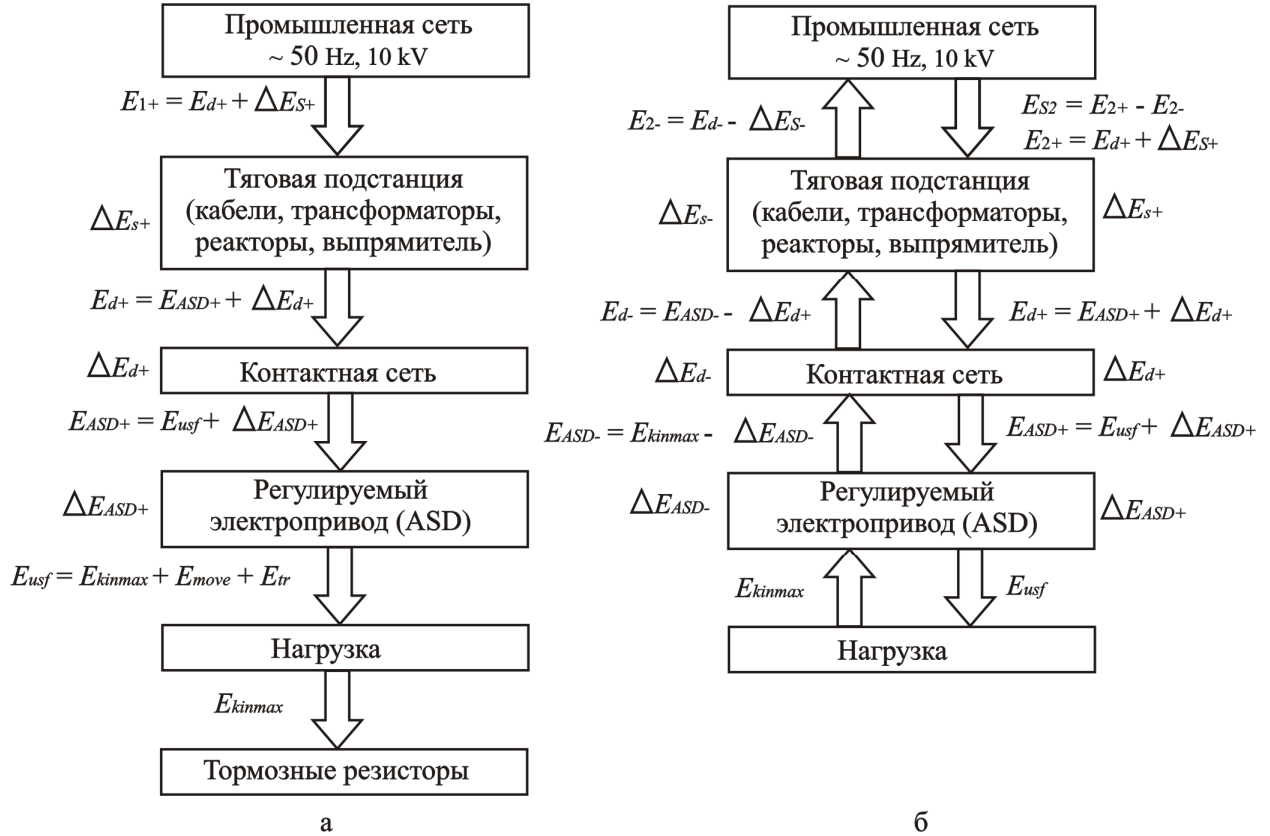 Промышленная сеть
~ 50 Hz, 10 kV
E1+ = Ed+ + ΔES+
Тяговая подстанция
(кабели, трансформаторы,
реакторы, выпрямитель)
ΔEs+
Ed+ = EASD+ + ΔEd+
ΔEd+
Контактная сеть
EASD+ = Eusf + ΔEASD+
Регулируемый
электропривод (ASD)
ΔEASD+
Eusf = Ekinmax + Emove + Etr
Нагрузка
Ekinmax
Тормозные резисторы
а
Промышленная сеть
~ 50 Hz, 10 kV
E2- = Ed- - ΔES-
ES2 = E2+ - E2-
E2+ = Ed+ + ΔES+
Тяговая подстанция
(кабели, трансформаторы,
реакторы, выпрямитель)
ΔEs-
ΔEs+
Ed- = EASD- - ΔEd+
Ed+ = EASD+ + ΔEd+
ΔEd-
Контактная сеть
ΔEd+
EASD- = Ekinmax - ΔEASD-
EASD+ = Eusf + ΔEASD+
Регулируемый
электропривод (ASD)
ΔEASD-
ΔEASD+
Ekinmax
Eusf
Нагрузка
б